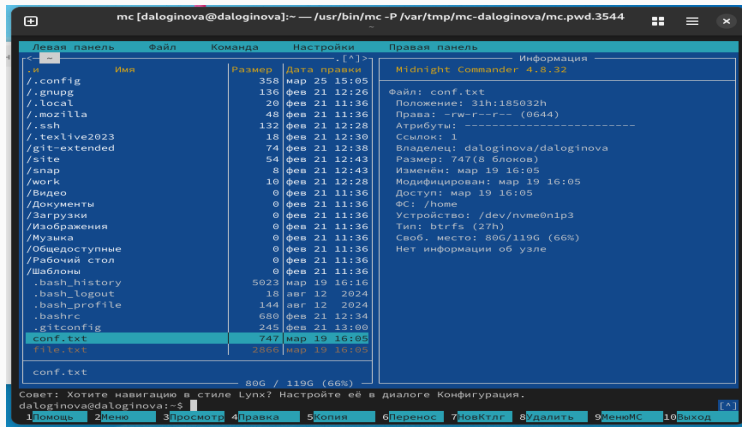 mc [daloginova@daloginova]:~ — /usr/bin/mc -P /var/tmp/mc-daloginova/mc.pwd.3544
~
Левая панель Файл Команда Настройки Правая панель
<— ~ .[^]> Информация
.и Имя Размер Дата правки Midnight Commander 4.8.32
/.config 358 мар 25 15:05
/.gnupg 136 фев 21 12:26 Файл: conf.txt
/.local 20 фев 21 11:36 Положение: 31h:185032h
/.mozilla 48 фев 21 11:36 Права: -rw-r--r-- (0644)
/.ssh 132 фев 21 12:28 Атрибуты: -------------------------
/.texlive2023 18 фев 21 12:30 Ссылок: 1
/git-extended 74 фев 21 12:38 Владелец: daloginova/daloginova
/site 54 фев 21 12:43 Размер: 747(8 блоков)
/snap 8 фев 21 12:43 Изменён: мар 19 16:05
/work 10 фев 21 12:28 Модифицирован: мар 19 16:05
/Видео 0 фев 21 11:36 Доступ: мар 19 16:05
/Документы 0 фев 21 11:36 ФС: /home
/Загрузки 0 фев 21 11:36 Устройство: /dev/nvme0n1p3
/Изображения 0 фев 21 11:36 Тип: btrfs (27h)
/Музыка 0 фев 21 11:36 Своб. место: 80G/119G (66%)
/Общедоступные 0 фев 21 11:36 Нет информации об узле
/Рабочий стол 0 фев 21 11:36
/Шаблоны 0 фев 21 11:36
.bash_history 5023 мар 19 16:16
.bash_logout 18 авг 12 2024
.bash_profile 144 авг 12 2024
.bashrc 680 фев 21 12:34
.gitconfig 245 фев 21 13:00
conf.txt 747 мар 19 16:05
file.txt 2866 мар 19 16:05
conf.txt
80G / 119G (66%)
Совет: Хотите навигацию в стиле Lynx? Настройте её в диалоге Конфигурация.
daloginova@daloginova:~$ [^]
1Помощь 2Меню 3Просмотр 4Правка 5Копия 6Перенос 7НовКтлг 8Удалить 9МенюМС 10Выход